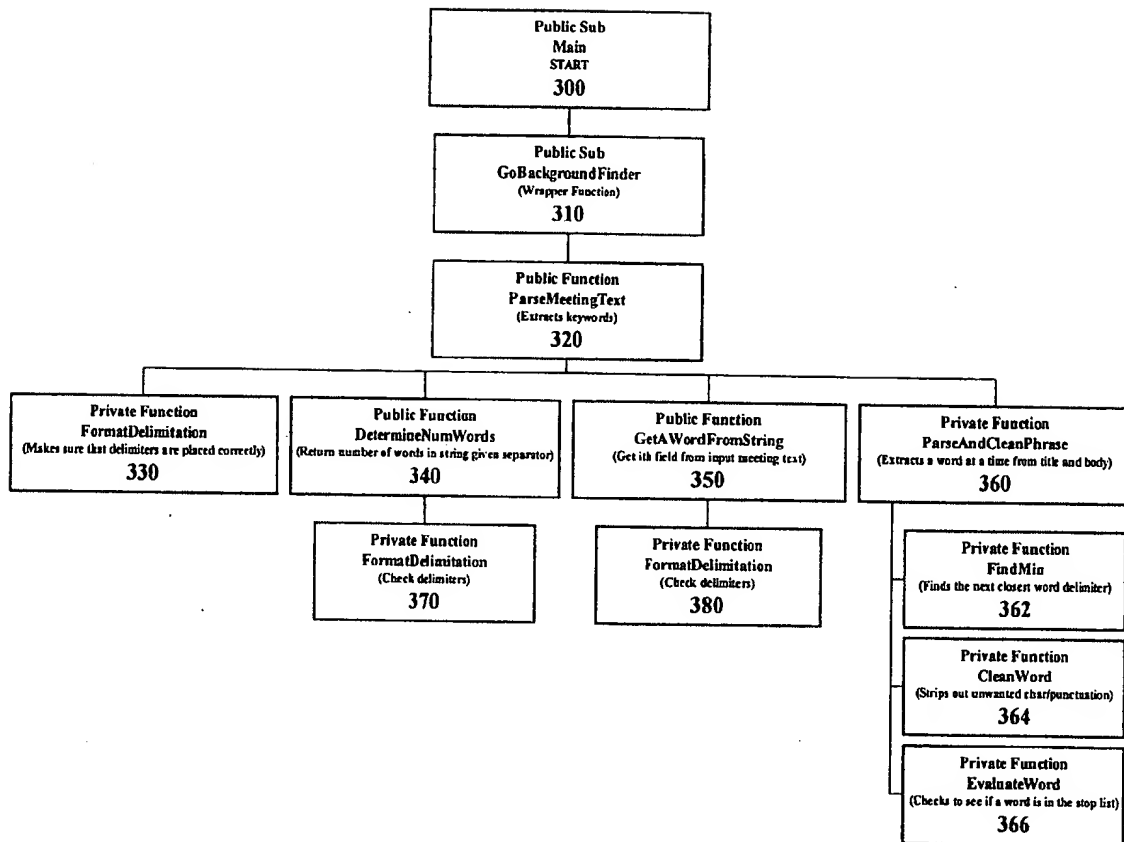 Public Sub
Main
START
300
Public Sub
GoBackgroundFinder
(Wrapper Function)
310
Public Function
ParseMeetingText
(Extracts keywords)
320
Private Function
FormatDelimitation
(Makes sure that delimiters are placed correctly)
330
Public Function
DetermineNumWords
(Return number of words in string given separator)
340
Public Function
GetAWordFromString
(Get ith field from input meeting text)
350
Private Function
ParseAndCleanPhrase
(Extracts a word at a time from title and body)
360
Private Function
FormatDelimitation
(Check delimiters)
370
Private Function
FormatDelimitation
(Check delimiters)
380
Private Function
FindMin
(Finds the next closest word delimiter)
362
Private Function
CleanWord
(Strips out unwanted char/punctuation)
364
Private Function
EvaluateWord
(Checks to see if a word is in the stop list)
366